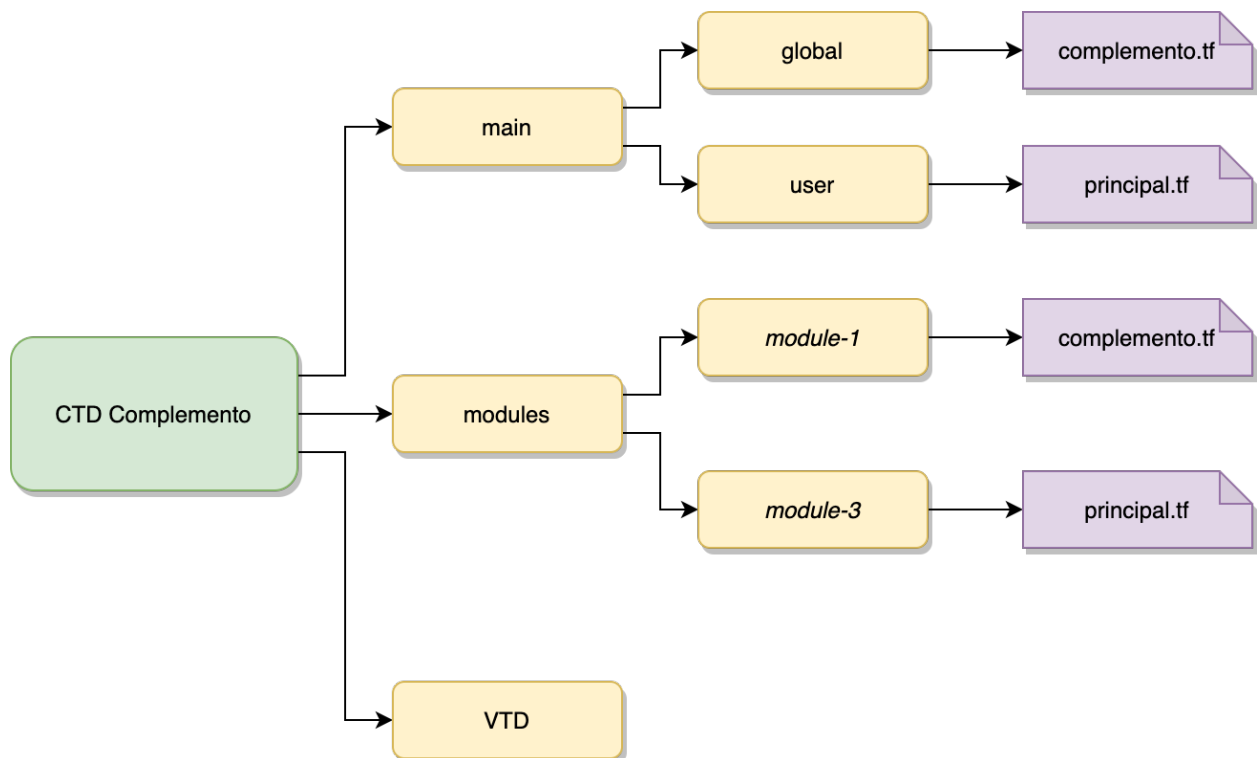 global
complemento.tf
main
user
principal.tf
module-1
complemento.tf
CTD Complemento
modules
module-3
principal.tf
VTD